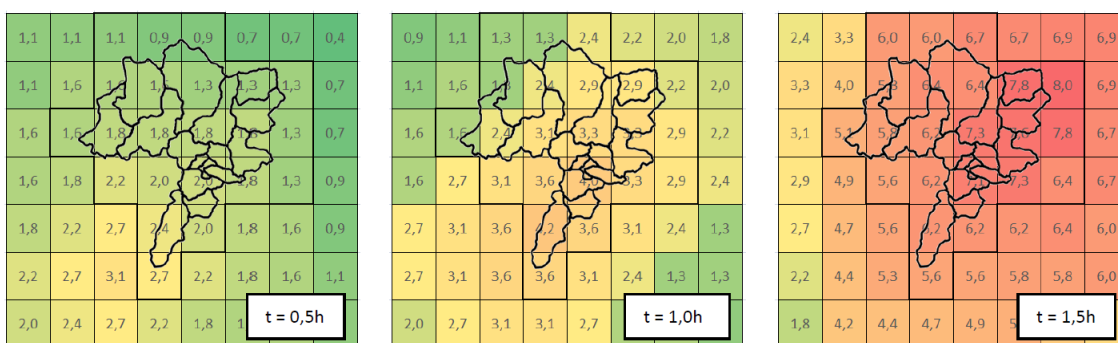 1,1 1,1 1,1 0,9 0,9 0,7 0,7 0,4
1,1 1,6 1,6 1,3 1,3 1,3 0,7
1,6 1,6 1,8 1,8 1,8 1,3 0,7
1,6 1,8 2,2 2,0 2,0 1,8 1,3 0,9
1,8 2,2 2,7 2,4 2,0 1,8 1,6 0,9
2,2 2,7 3,1 2,7 2,2 1,8 1,6 1,1
2,0 2,4 2,7 2,2 1,8
t = 0,5h
0,9 1,1 1,3 1,3 2,4 2,2 2,0 1,8
1,1 1,6 2,4 2,9 2,9 2,2 2,0
1,6 1,6 2,4 3,1 3,3 3,3 2,9 2,2
1,6 2,7 3,1 3,6 4,0 3,3 2,9 2,4
2,7 3,1 3,6 4,2 3,6 3,1 2,4 1,3
2,7 3,1 3,6 3,6 3,1 2,4 1,3 1,3
2,0 2,7 3,1 3,1 2,7
t = 1,0h
2,4 3,3 6,0 6,0 6,7 6,7 6,9 6,9
3,3 4,0 6,4 6,4 7,8 8,0 6,9
3,1 5,1 5,8 6,2 7,3 7,8 6,7
2,9 4,9 5,6 6,2 7,3 6,4 6,7
2,7 4,7 5,6 6,2 6,2 6,2 6,4 6,0
2,2 4,4 5,3 5,6 5,6 5,8 5,8 6,0
1,8 4,2 4,4 4,7 4,9
t = 1,5h